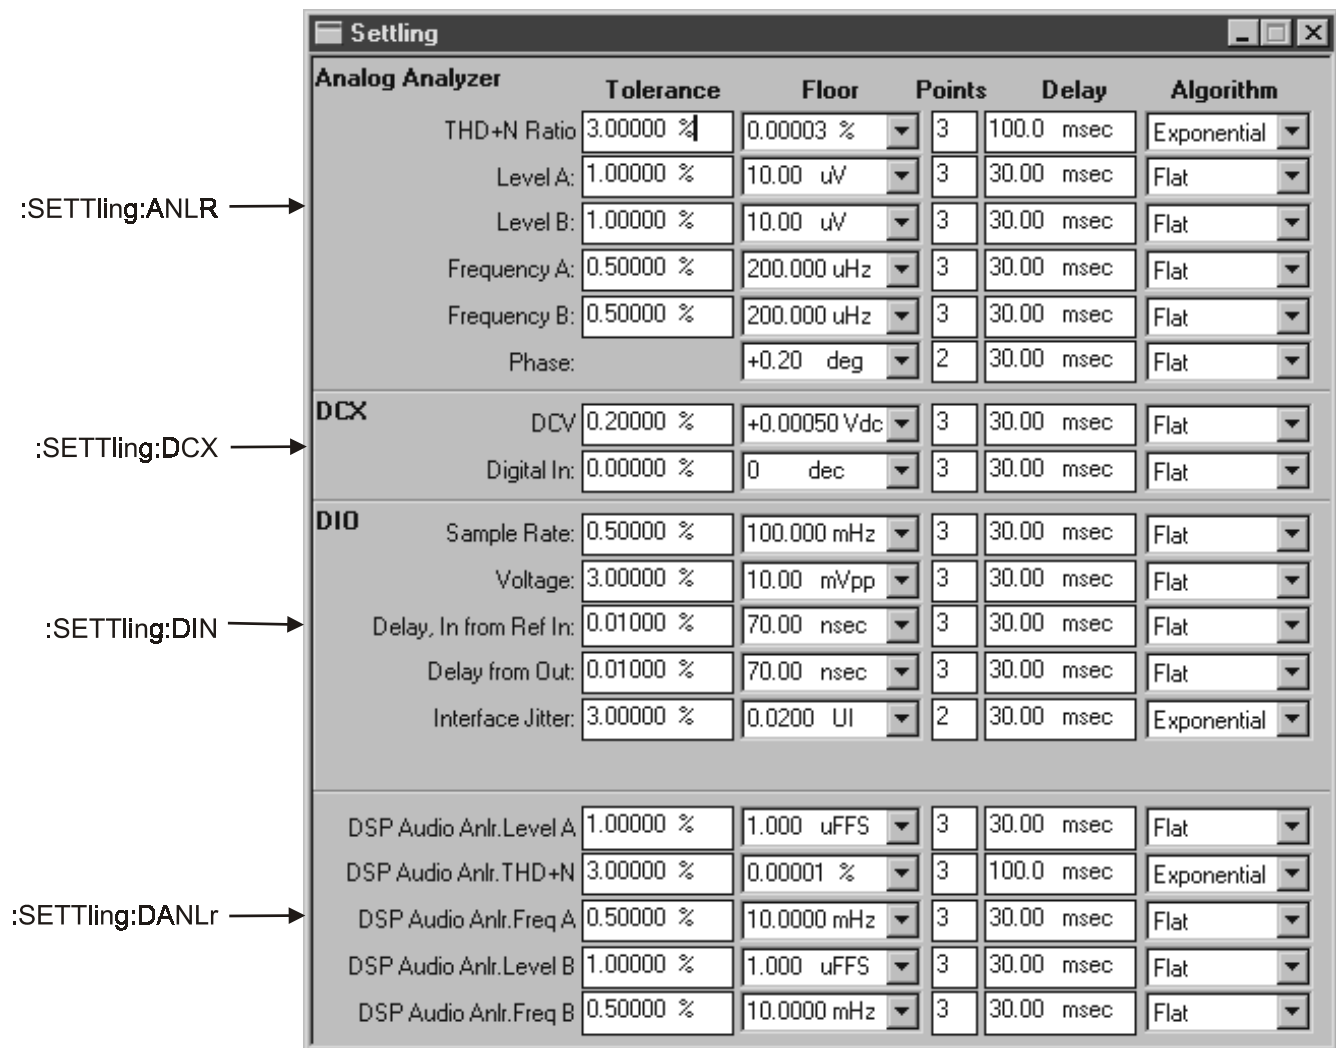 Settling
Analog Analyzer Tolerance Floor Points Delay Algorithm
THD+N Ratio 3.00000 % 0.00003 % 3 100.0 msec Exponential
Level A: 1.00000 % 10.00 uV 3 30.00 msec Flat
:SETTling:ANLR
Level B: 1.00000 % 10.00 uV 3 30.00 msec Flat
Frequency A: 0.50000 % 200.000 uHz 3 30.00 msec Flat
Frequency B: 0.50000 % 200.000 uHz 3 30.00 msec Flat
Phase: +0.20 deg 2 30.00 msec Flat
DCX
DCV 0.20000 % +0.00050 Vdc 3 30.00 msec Flat
:SETTling:DCX
Digital In: 0.00000 % 0 dec 3 30.00 msec Flat
DIO
Sample Rate: 0.50000 % 100.000 mHz 3 30.00 msec Flat
Voltage: 3.00000 % 10.00 mVpp 3 30.00 msec Flat
:SETTling:DIN
Delay, In from Ref In: 0.01000 % 70.00 nsec 3 30.00 msec Flat
Delay from Out: 0.01000 % 70.00 nsec 3 30.00 msec Flat
Interface Jitter: 3.00000 % 0.0200 UI 2 30.00 msec Exponential
DSP Audio Anlr.Level A 1.00000 % 1.000 uFFS 3 30.00 msec Flat
DSP Audio Anlr.THD+N 3.00000 % 0.00001 % 3 100.0 msec Exponential
:SETTling:DANLr
DSP Audio Anlr.Freq A 0.50000 % 10.0000 mHz 3 30.00 msec Flat
DSP Audio Anlr.Level B 1.00000 % 1.000 uFFS 3 30.00 msec Flat
DSP Audio Anlr.Freq B 0.50000 % 10.0000 mHz 3 30.00 msec Flat